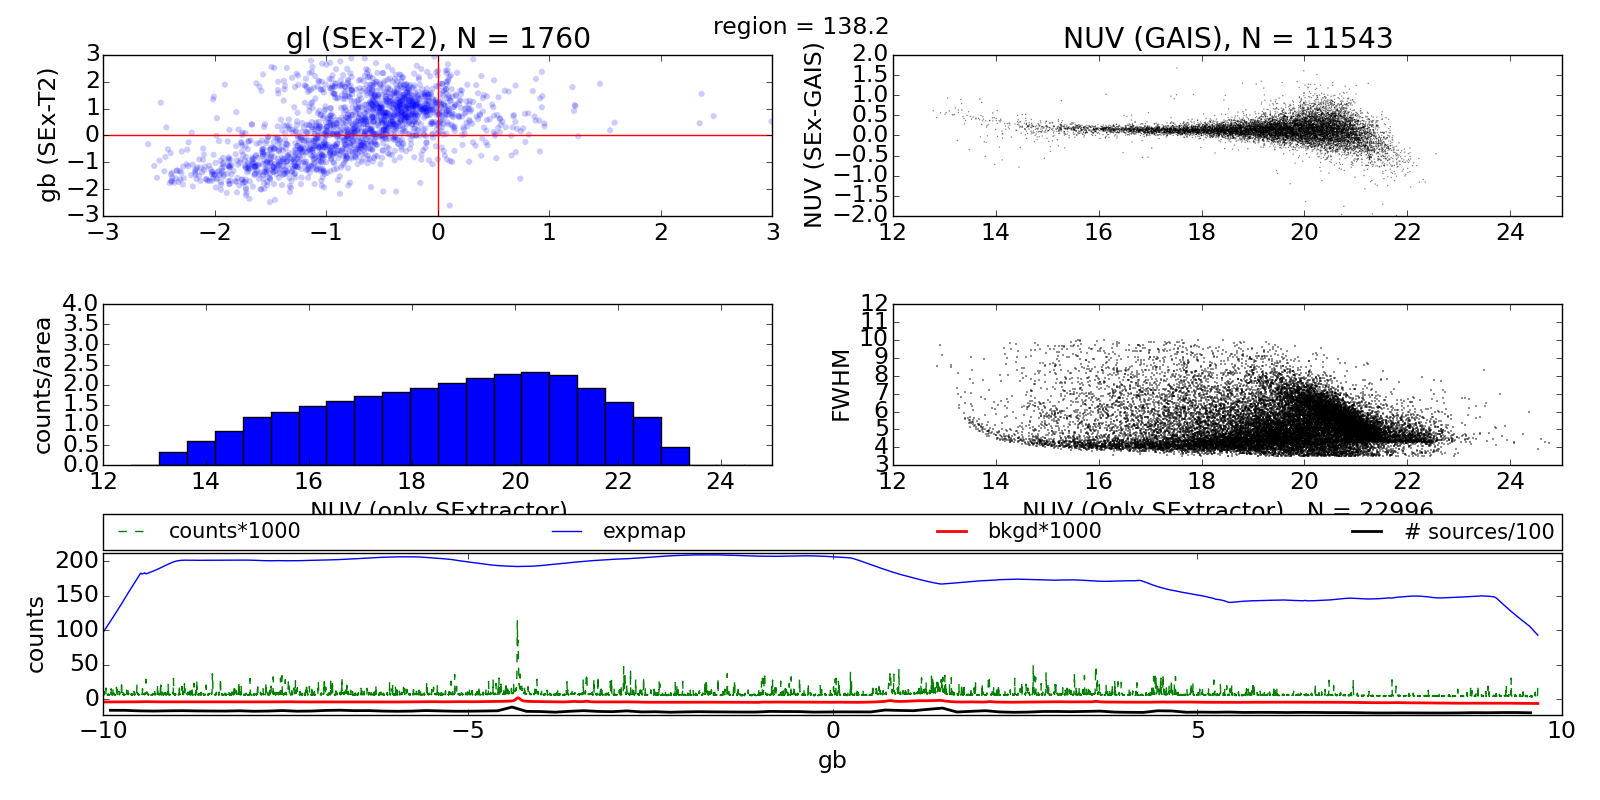 region = 138.2
gl (SEx-T2), N = 1760
NUV (GAIS), N = 11543
3
2
1
0
−1
−2
−3
gb (SEx-T2)
−3 −2 −1 0 1 2 3
2.0
1.5
1.0
0.5
0.0
−0.5
−1.0
−1.5
−2.0
NUV (SEx-GAIS)
12 14 16 18 20 22 24
4.0
3.5
3.0
2.5
2.0
1.5
1.0
0.5
0.0
counts/area
12 14 16 18 20 22 24
NUV (only SExtractor)
12
11
10
9
8
7
6
5
4
3
FWHM
12 14 16 18 20 22 24
NUV (Only SExtractor), N = 22996
counts*1000 expmap bkgd*1000 # sources/100
200
150
100
50
0
counts
−10 −5 0 5 10
gb